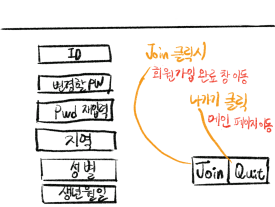 ID
변경할 PW
Pwd 재입력
지역
성별
생년월일
Join 클릭시
회원가입 완료 창 이동
나가기 클릭
메인 페이지 이동
Join
Quit